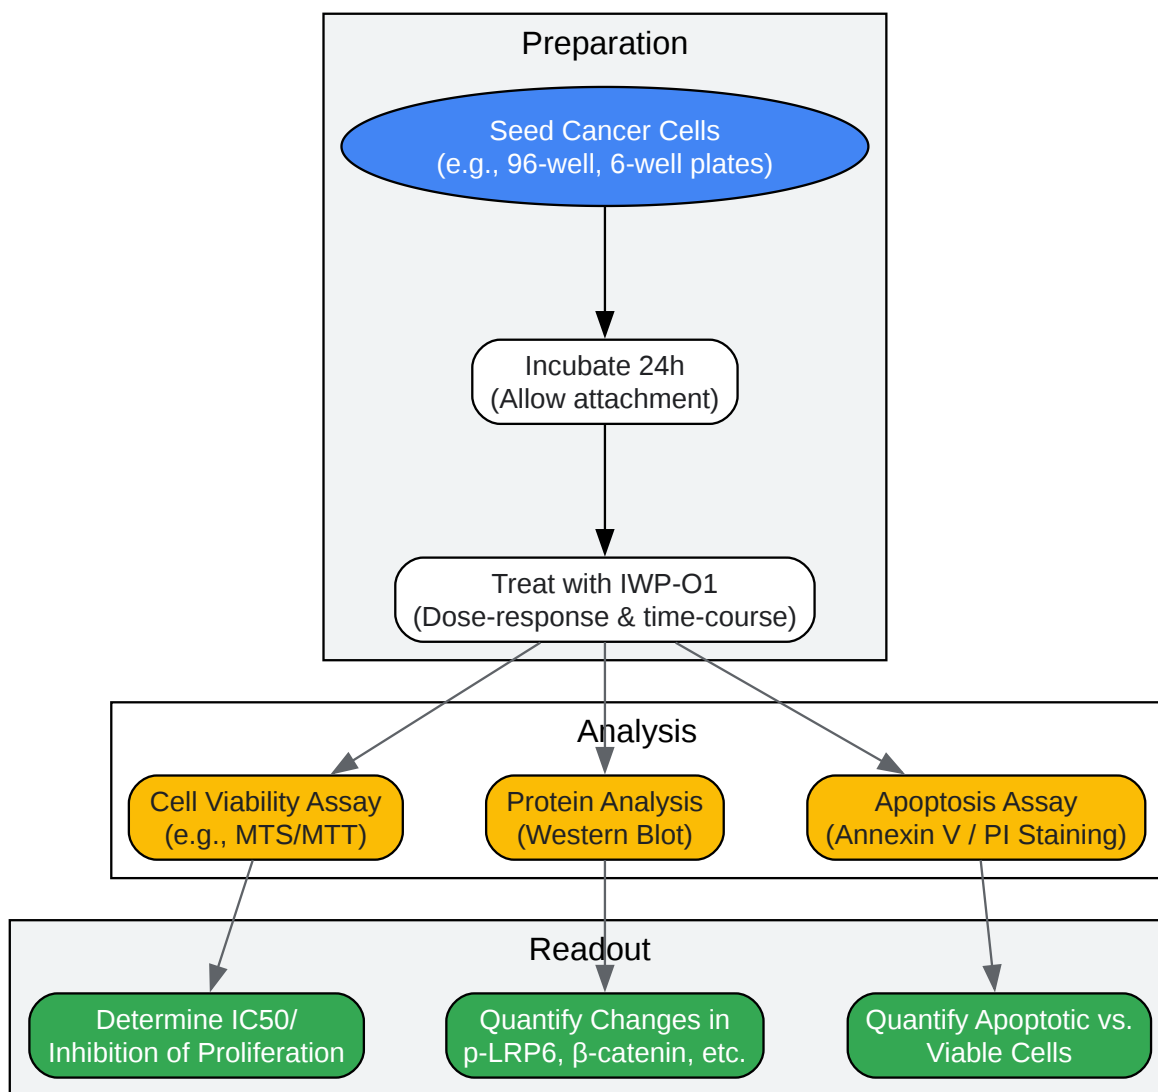 Preparation
Seed Cancer Cells
(e.g., 96-well, 6-well plates)
Incubate 24h
(Allow attachment)
Treat with IWP-O1
(Dose-response & time-course)
Analysis
Cell Viability Assay
(e.g., MTS/MTT)
Protein Analysis
(Western Blot)
Apoptosis Assay
(Annexin V / PI Staining)
Readout
Determine IC50/
Inhibition of Proliferation
Quantify Changes in
p-LRP6, β-catenin, etc.
Quantify Apoptotic vs.
Viable Cells